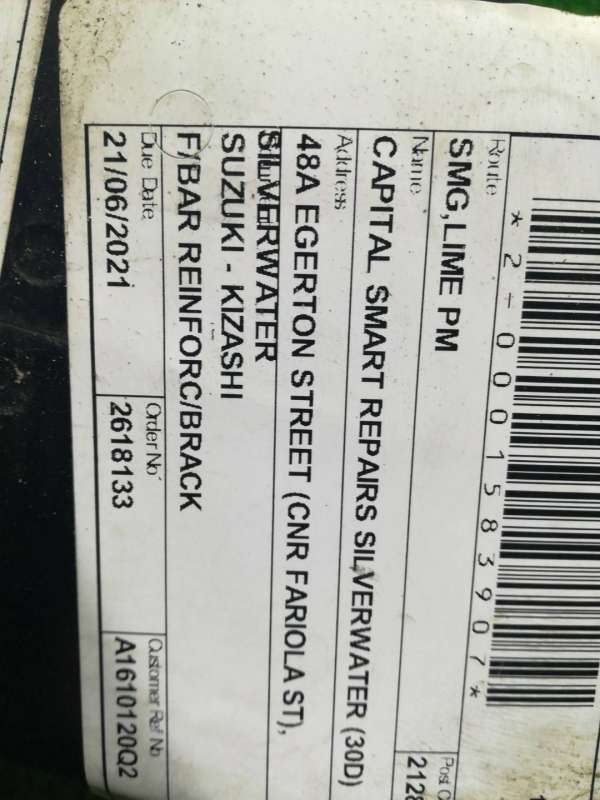 *2-000158390 7*
Route
SMG,LIME PM
Name
CAPITAL SMART REPAIRS SILVERWATER (30D)
Post C
2128
Address
48A EGERTON STREET (CNR FARIOLA ST),
SILVERWATER
SUZUKI - KIZASHI
F/BAR REINFORC/BRACK
Due Date
21/06/2021
Order No
2618133
Customer Ref No
A1610120Q2